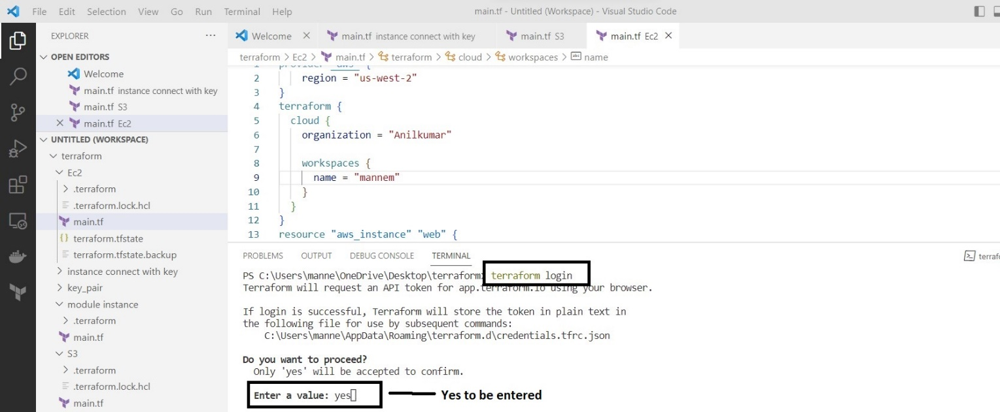 File Edit Selection View Go Run Terminal Help
main.tf - Untitled (Workspace) - Visual Studio Code
EXPLORER ...
OPEN EDITORS
Welcome
main.tf instance connect with key
main.tf S3
main.tf Ec2
UNTITLED (WORKSPACE)
terraform
Ec2
.terraform
.terraform.lock.hcl
main.tf
terraform.tfstate
terraform.tfstate.backup
instance connect with key
key_pair
module instance
.terraform
main.tf
S3
.terraform
.terraform.lock.hcl
main.tf
Welcome main.tf instance connect with key main.tf S3 main.tf Ec2
terraform > Ec2 > main.tf > terraform > cloud > workspaces > name
1 provider "aws" {
2 region = "us-west-2"
3 }
4 terraform {
5 cloud {
6 organization = "Anilkumar"
7
8 workspaces {
9 name = "mannem"
10 }
11 }
12 }
13 resource "aws_instance" "web" {
PROBLEMS OUTPUT DEBUG CONSOLE TERMINAL
PS C:\Users\manne\OneDrive\Desktop\terraform> terraform login
Terraform will request an API token for app.terraform.io using your browser.
If login is successful, Terraform will store the token in plain text in
the following file for use by subsequent commands:
C:\Users\manne\AppData\Roaming\terraform.d\credentials.tfrc.json
Do you want to proceed?
Only 'yes' will be accepted to confirm.
Enter a value: yes
Yes to be entered